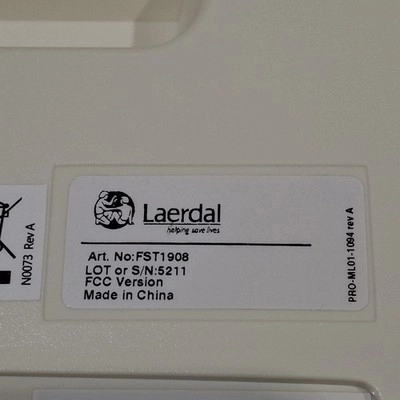 Laerdal
helping save lives
Art. No:FST1908
LOT or S/N:5211
FCC Version
Made in China
PRO-ML01-1094 rev A
N0073 Rev A